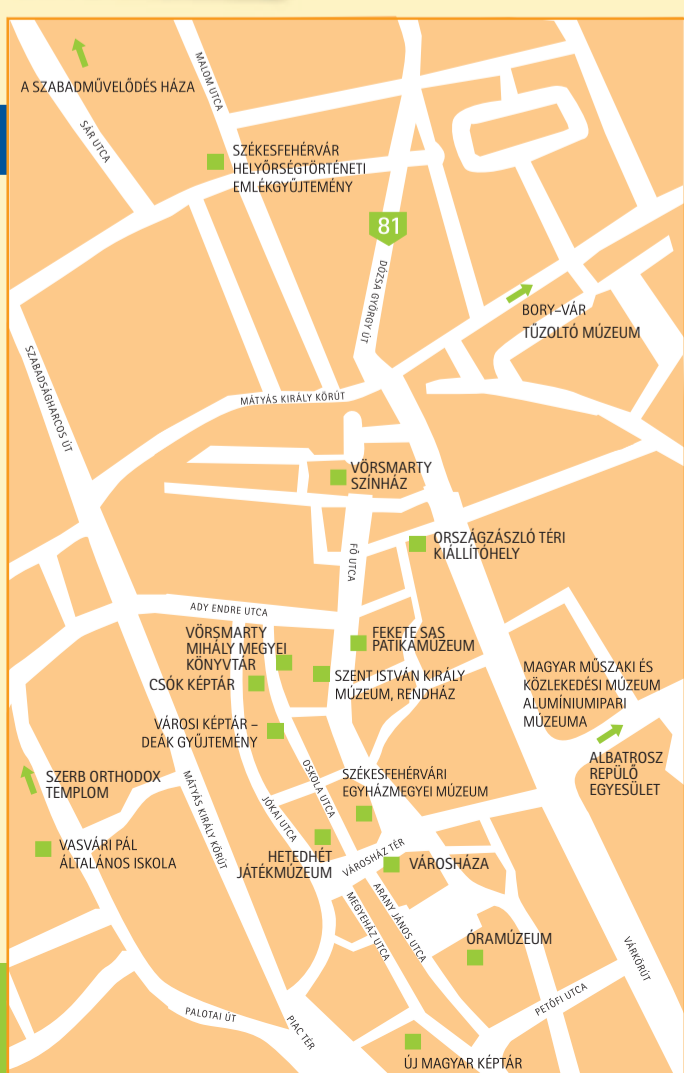 A SZABADMŰVELŐDÉS HÁZA
MALOM UTCA
SÁR UTCA
SZÉKESFEHÉRVÁR
HELYŐRSÉGTÖRTÉNETI
EMLÉKGYŰJTEMÉNY
81
DÓZSA GYÖRGY ÚT
BORY–VÁR
TŰZOLTÓ MÚZEUM
SZABADSÁGHARCOS ÚT
MÁTYÁS KIRÁLY KÖRÚT
VÖRSMARTY
SZÍNHÁZ
ORSZÁGZÁSZLÓ TÉRI
KIÁLLÍTÓHELY
FŐ UTCA
ADY ENDRE UTCA
VÖRSMARTY
MIHÁLY MEGYEI
KÖNYVTÁR
FEKETE SAS
PATIKAMÚZEUM
CSÓK KÉPTÁR
SZENT ISTVÁN KIRÁLY
MÚZEUM, RENDHÁZ
MAGYAR MŰSZAKI ÉS
KÖZLEKEDÉSI MÚZEUM
ALUMÍNIUMIPARI
MÚZEUMA
VÁROSI KÉPTÁR –
DEÁK GYŰJTEMÉNY
ALBATROSZ
REPÜLŐ
EGYESÜLET
OSKOLA UTCA
SZÉKESFEHÉRVÁRI
EGYHÁZMEGYEI MÚZEUM
SZERB ORTHODOX
TEMPLOM
MÁTYÁS KIRÁLY KÖRÚT
JÓKAI UTCA
VASVÁRI PÁL
ÁLTALÁNOS ISKOLA
HETEDHÉT
JÁTÉKMÚZEUM
VÁROSHÁZ TÉR
VÁROSHÁZA
MEGYEHÁZ UTCA
ARANY JÁNOS UTCA
ÓRAMÚZEUM
VÁRKÖRÚT
PETŐFI UTCA
PALOTAI ÚT
PIAC TÉR
ÚJ MAGYAR KÉPTÁR